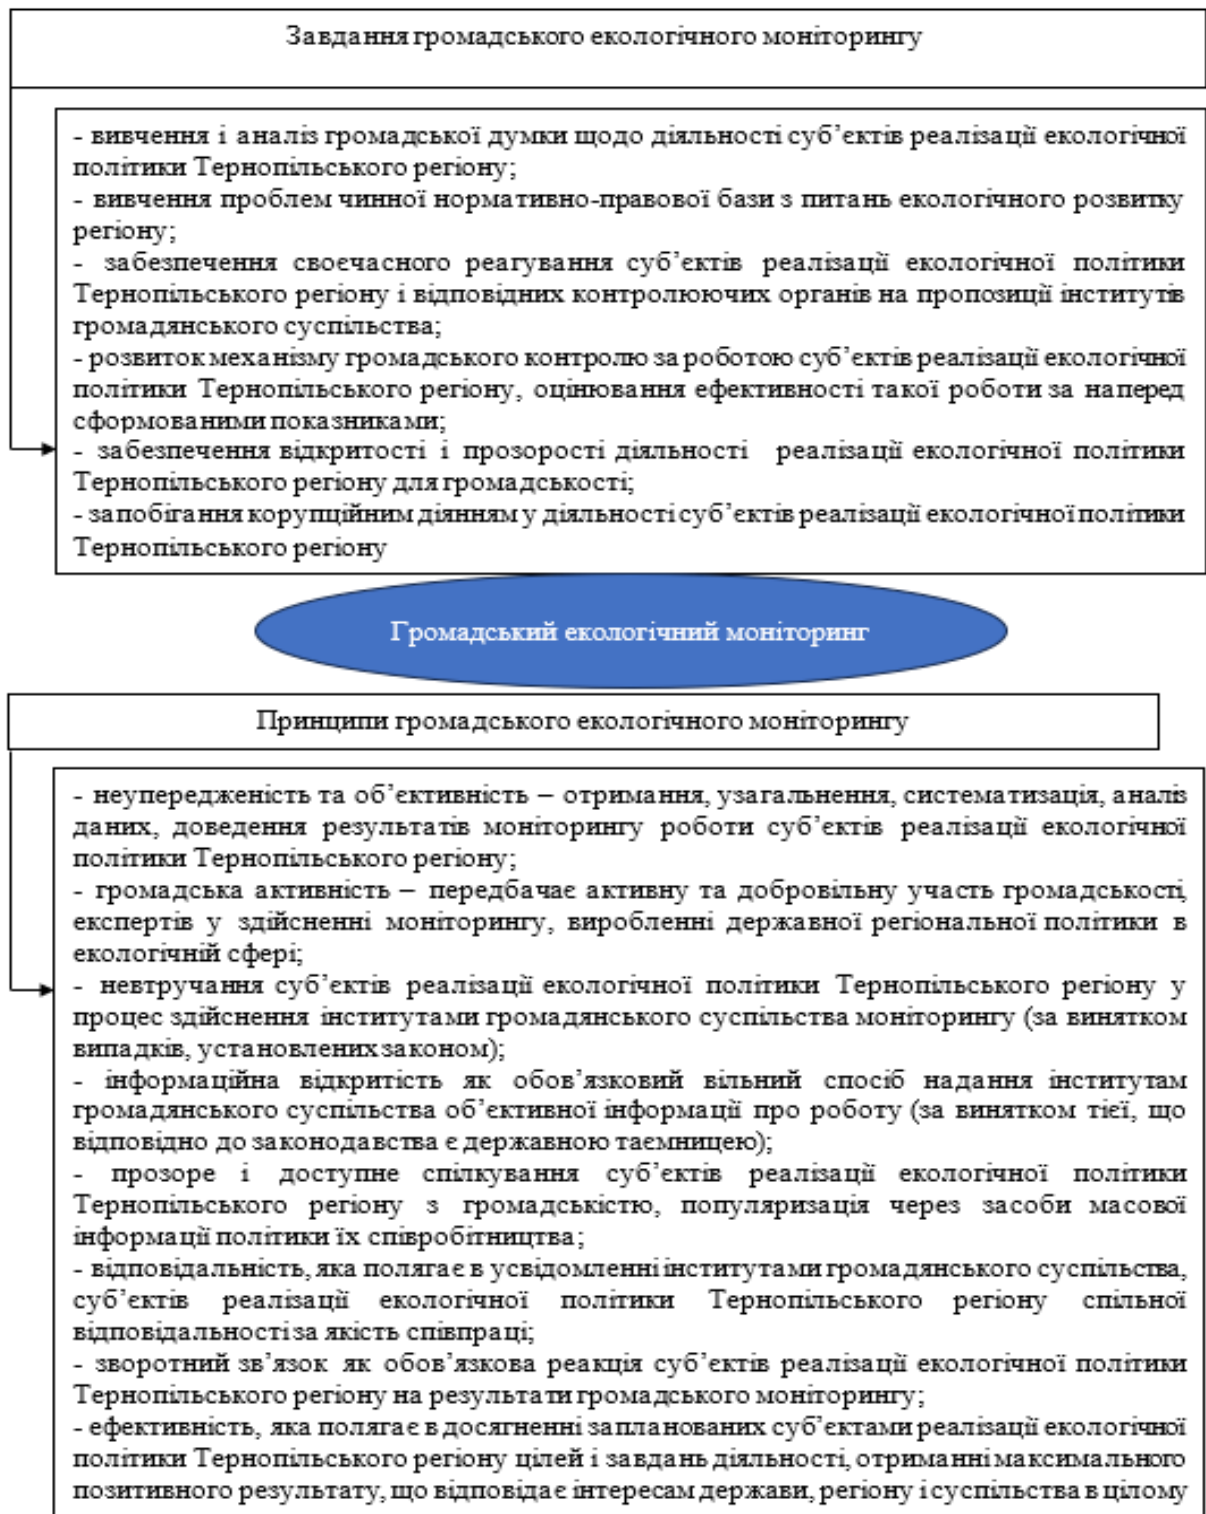 Завдання громадського екологічного моніторингу
- вивчення і аналіз громадської думки щодо діяльності суб’єктів реалізації екологічної
політики Тернопільського регіону;
- вивчення проблем чинної нормативно-правової бази з питань екологічного розвитку
регіону;
- забезпечення своєчасного реагування суб’єктів реалізації екологічної політики
Тернопільського регіону і відповідних контролюючих органів на пропозиції інститутів
громадянського суспільства;
- розвиток механізму громадського контролю за роботою суб’єктів реалізації екологічної
політики Тернопільського регіону, оцінювання ефективності такої роботи за наперед
сформованими показниками;
- забезпечення відкритості і прозорості діяльності реалізації екологічної політики
Тернопільського регіону для громадськості;
- запобігання корупційним діянням у діяльності суб’єктів реалізації екологічної політики
Тернопільського регіону
Громадський екологічний моніторинг
Принципи громадського екологічного моніторингу
- неупередженість та об’єктивність – отримання, узагальнення, систематизація, аналіз
даних, доведення результатів моніторингу роботи суб’єктів реалізації екологічної
політики Тернопільського регіону;
- громадська активність – передбачає активну та добровільну участь громадськості,
експертів у здійсненні моніторингу, виробленні державної регіональної політики в
екологічній сфері;
- невтручання суб’єктів реалізації екологічної політики Тернопільського регіону у
процес здійснення інститутами громадянського суспільства моніторингу (за винятком
випадків, установлених законом);
- інформаційна відкритість як обов’язковий вільний спосіб надання інститутам
громадянського суспільства об’єктивної інформації про роботу (за винятком тієї, що
відповідно до законодавства є державною таємницею);
- прозоре і доступне спілкування суб’єктів реалізації екологічної політики
Тернопільського регіону з громадськістю, популяризація через засоби масової
інформації політики їх співробітництва;
- відповідальність, яка полягає в усвідомленні інститутами громадянського суспільства,
суб’єктів реалізації екологічної політики Тернопільського регіону спільної
відповідальності за якість співпраці;
- зворотний зв’язок як обов’язкова реакція суб’єктів реалізації екологічної політики
Тернопільського регіону на результати громадського моніторингу;
- ефективність, яка полягає в досягненні запланованих суб’єктами реалізації екологічної
політики Тернопільського регіону цілей і завдань діяльності, отриманні максимального
позитивного результату, що відповідає інтересам держави, регіону і суспільства в цілому